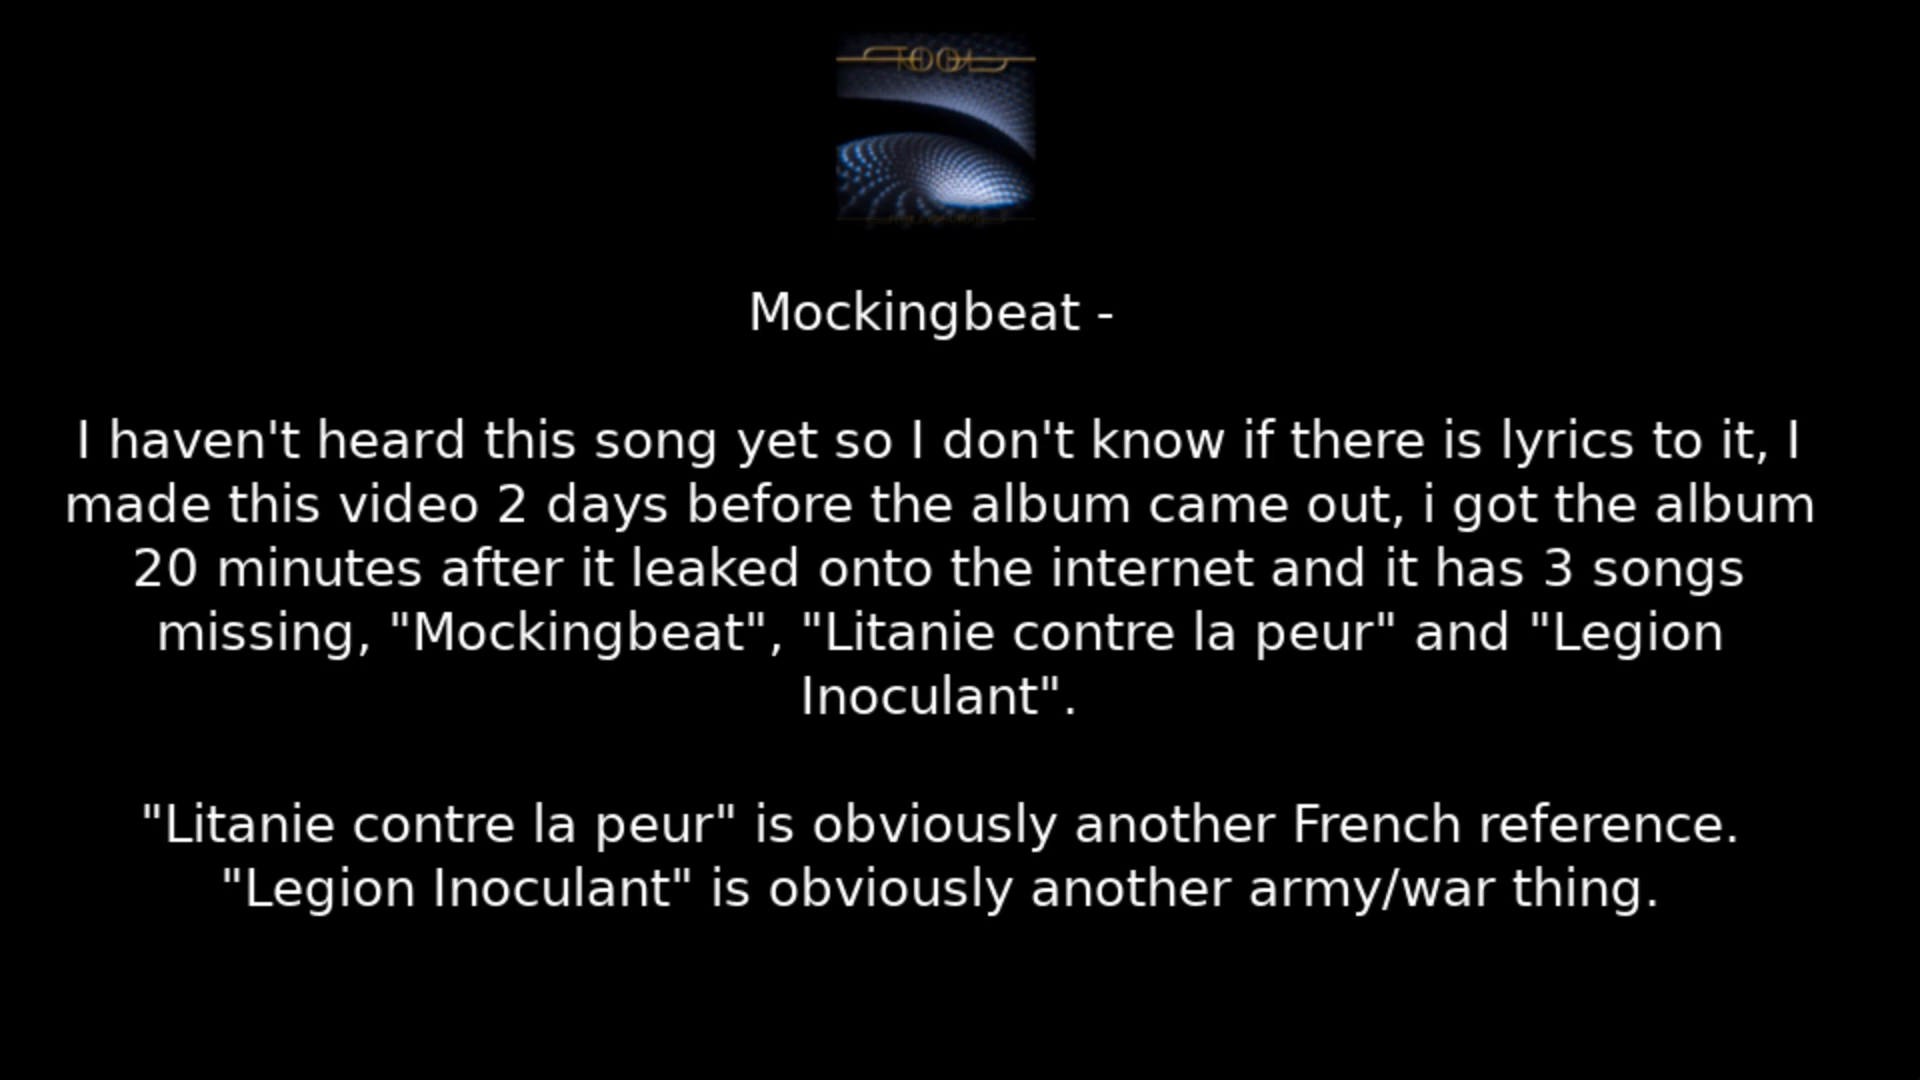 TOOL
Mockingbeat -
I haven't heard this song yet so I don't know if there is lyrics to it, I
made this video 2 days before the album came out, i got the album
20 minutes after it leaked onto the internet and it has 3 songs
missing, "Mockingbeat", "Litanie contre la peur" and "Legion
Inoculant".
"Litanie contre la peur" is obviously another French reference.
"Legion Inoculant" is obviously another army/war thing.